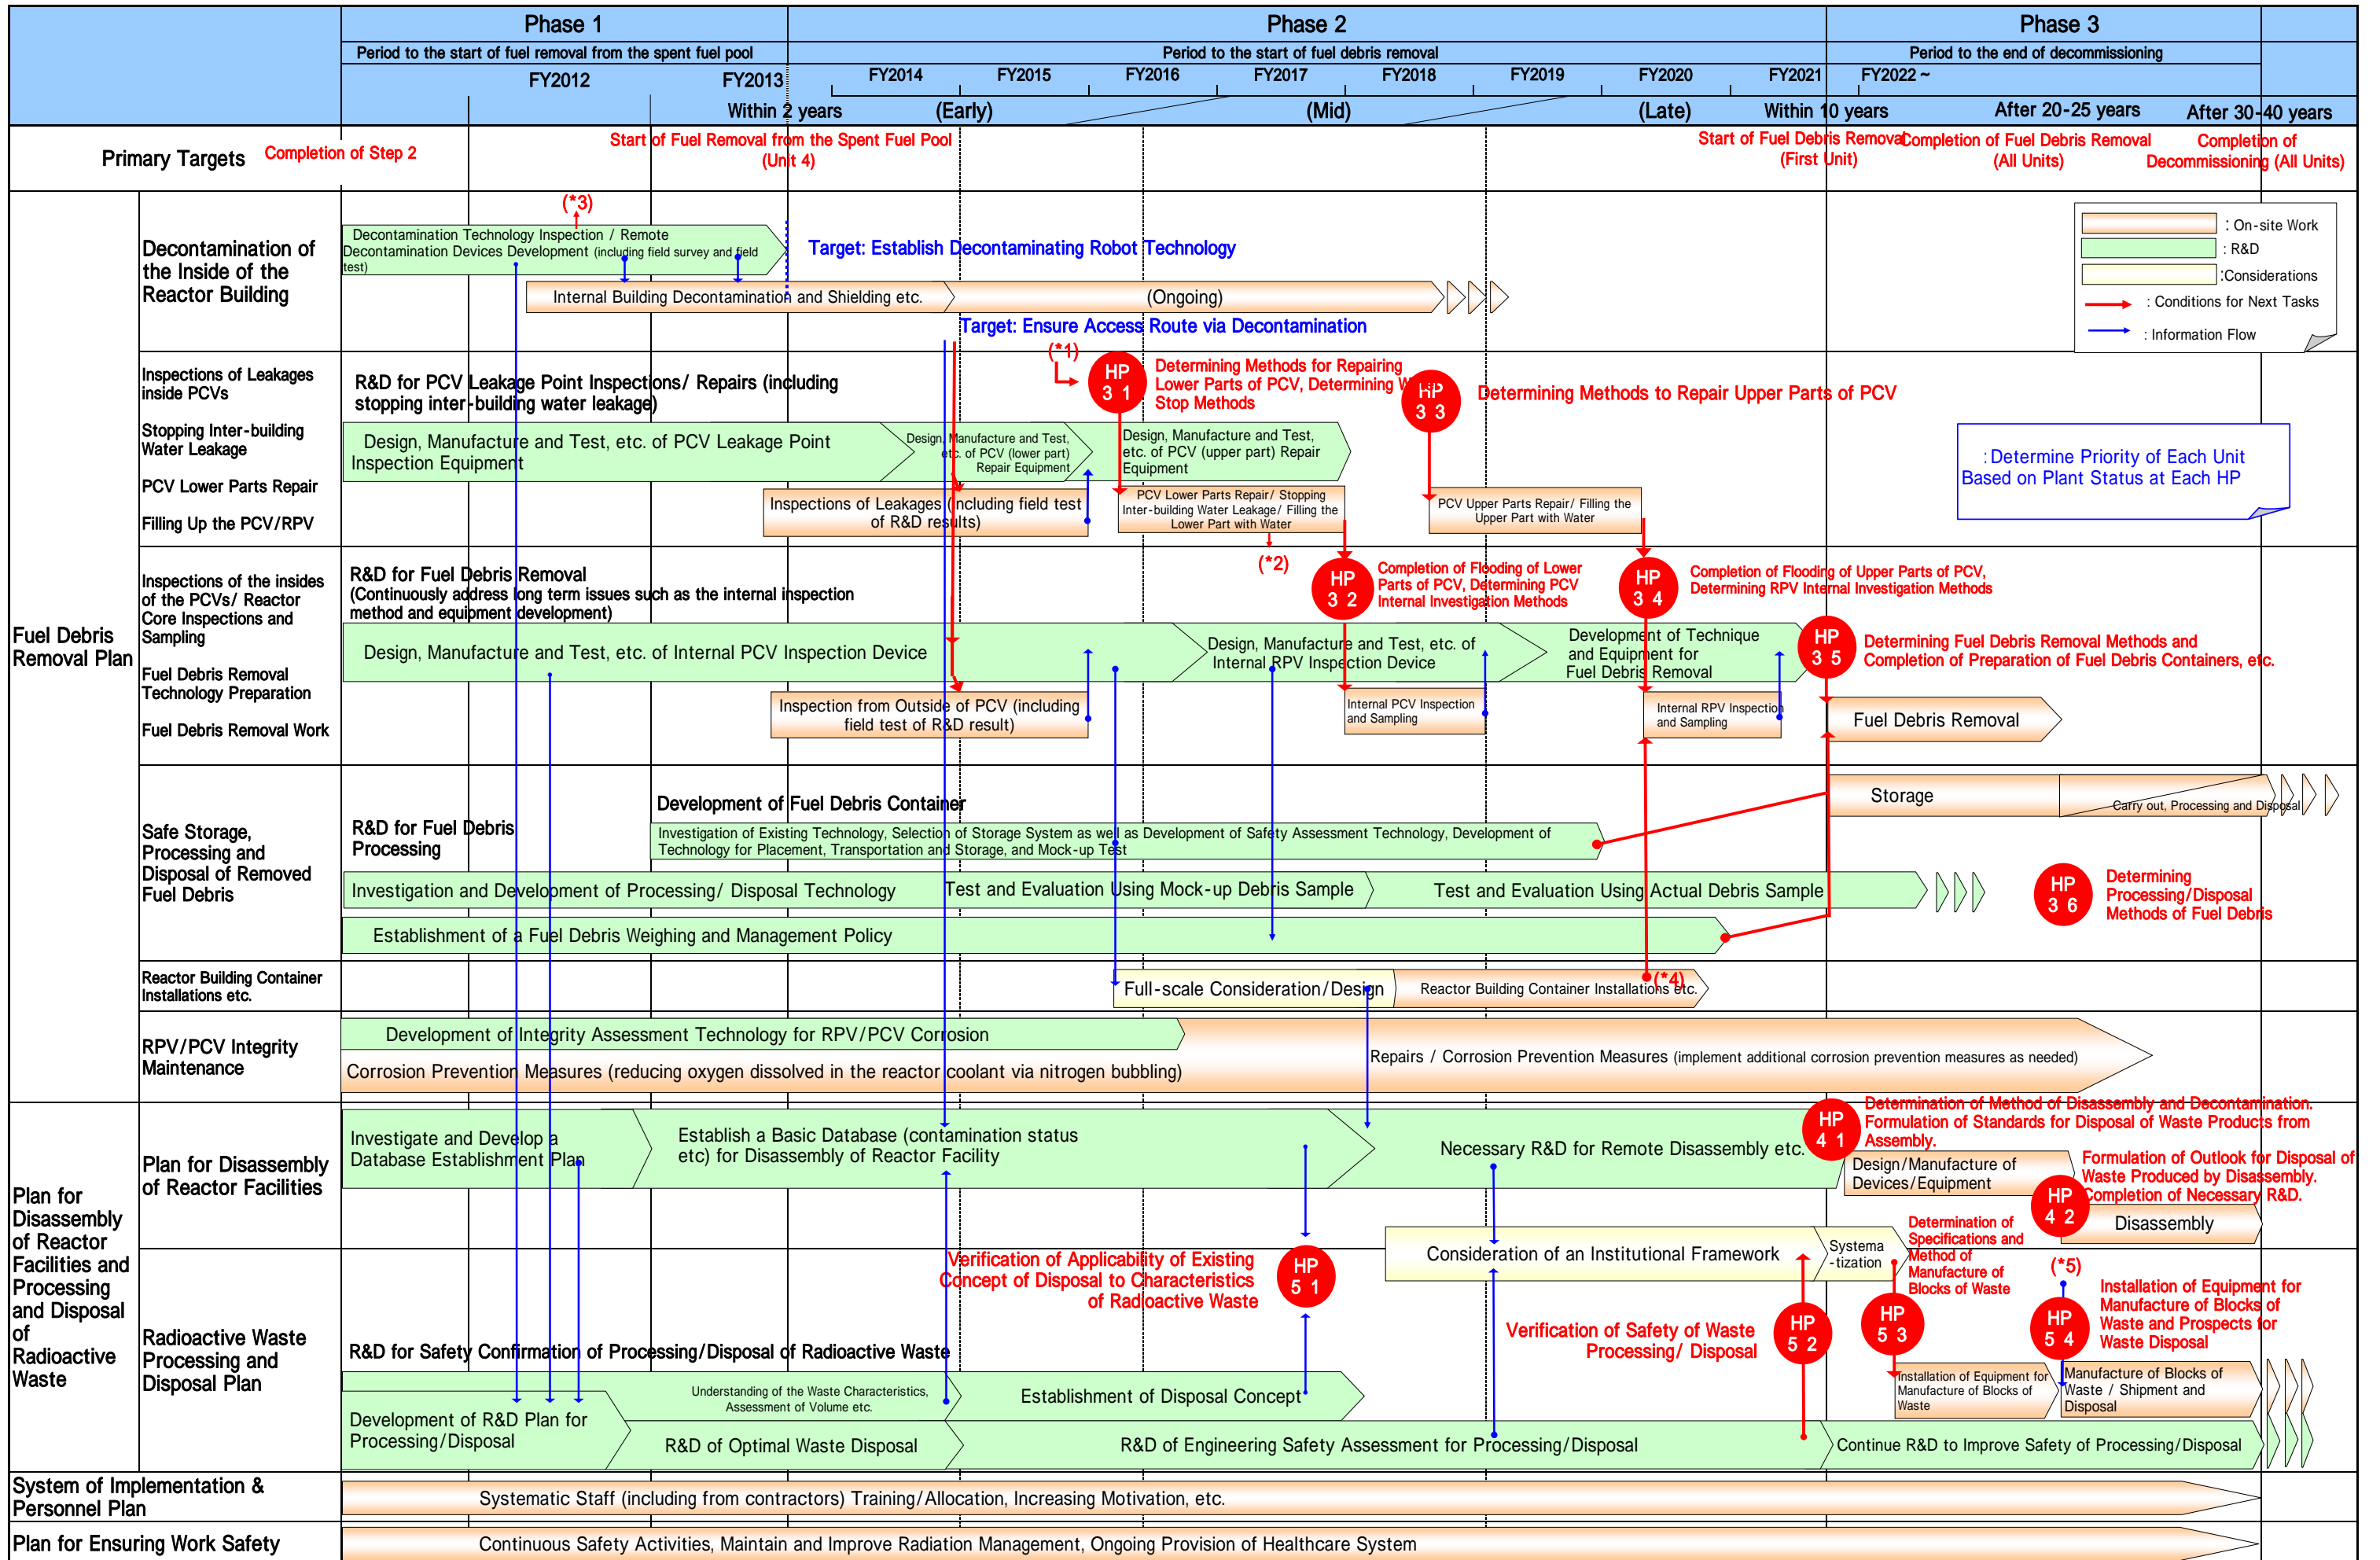 Phase 1
Phase 2
Phase 3
Period to the start of fuel removal from the spent fuel pool
Period to the start of fuel debris removal
Period to the end of decommissioning
FY2012
FY2013
FY2014
FY2015
FY2016
FY2017
FY2018
FY2019
FY2020
FY2021
FY2022 ~
Within 2 years
(Early)
(Mid)
(Late)
Within 10 years
After 20-25 years
After 30-40 years
Primary Targets
Completion of Step 2
Start of Fuel Removal from the Spent Fuel Pool
(Unit 4)
Start of Fuel Debris Removal
(First Unit)
Completion of Fuel Debris Removal
(All Units)
Completion of
Decommissioning (All Units)
Fuel Debris
Removal Plan
Decontamination of
the Inside of the
Reactor Building
(*3)
Decontamination Technology Inspection / Remote
Decontamination Devices Development (including field survey and field
test)
Target: Establish Decontaminating Robot Technology
Internal Building Decontamination and Shielding etc.
(Ongoing)
Target: Ensure Access Route via Decontamination
: On-site Work
: R&D
:Considerations
: Conditions for Next Tasks
: Information Flow
Inspections of Leakages
inside PCVs
Stopping Inter-building
Water Leakage
PCV Lower Parts Repair
Filling Up the PCV/RPV
R&D for PCV Leakage Point Inspections/ Repairs (including
stopping inter-building water leakage)
(*1)
HP
3 1
Determining Methods for Repairing
Lower Parts of PCV, Determining
Stop Methods
HP
3 3
Determining Methods to Repair Upper Parts of PCV
Design, Manufacture and Test, etc. of PCV Leakage Point
Inspection Equipment
Design, Manufacture and Test,
etc. of PCV (lower part)
Repair Equipment
Design, Manufacture and Test,
etc. of PCV (upper part) Repair
Equipment
:Determine Priority of Each Unit
Based on Plant Status at Each HP
Inspections of Leakages (including field test
of R&D results)
PCV Lower Parts Repair/ Stopping
Inter-building Water Leakage/ Filling the
Lower Part with Water
PCV Upper Parts Repair/ Filling the
Upper Part with Water
(*2)
Inspections of the insides
of the PCVs/ Reactor
Core Inspections and
Sampling
Fuel Debris Removal
Technology Preparation
Fuel Debris Removal Work
R&D for Fuel Debris Removal
(Continuously address long term issues such as the internal inspection
method and equipment development)
HP
3 2
Completion of Flooding of Lower
Parts of PCV, Determining PCV
Internal Investigation Methods
HP
3 4
Completion of Flooding of Upper Parts of PCV,
Determining RPV Internal Investigation Methods
Design, Manufacture and Test, etc. of Internal PCV Inspection Device
Design, Manufacture and Test, etc. of
Internal RPV Inspection Device
Development of Technique
and Equipment for
Fuel Debris Removal
HP
3 5
Determining Fuel Debris Removal Methods and
Completion of Preparation of Fuel Debris Containers, etc.
Inspection from Outside of PCV (including
field test of R&D result)
Internal PCV Inspection
and Sampling
Internal RPV Inspection
and Sampling
Fuel Debris Removal
Safe Storage,
Processing and
Disposal of Removed
Fuel Debris
R&D for Fuel Debris
Processing
Development of Fuel Debris Container
Investigation of Existing Technology, Selection of Storage System as well as Development of Safety Assessment Technology, Development of
Technology for Placement, Transportation and Storage, and Mock-up Test
Storage
Carry out, Processing and Disposal
Investigation and Development of Processing/ Disposal Technology
Test and Evaluation Using Mock-up Debris Sample
Test and Evaluation Using Actual Debris Sample
HP
3 6
Determining
Processing/Disposal
Methods of Fuel Debris
Establishment of a Fuel Debris Weighing and Management Policy
Reactor Building Container
Installations etc.
Full-scale Consideration/Design
Reactor Building Container Installations etc.
(*4)
RPV/PCV Integrity
Maintenance
Development of Integrity Assessment Technology for RPV/PCV Corrosion
Corrosion Prevention Measures (reducing oxygen dissolved in the reactor coolant via nitrogen bubbling)
Repairs / Corrosion Prevention Measures (implement additional corrosion prevention measures as needed)
Plan for
Disassembly
of Reactor
Facilities and
Processing
and Disposal
of
Radioactive
Waste
Plan for Disassembly
of Reactor Facilities
Investigate and Develop a
Database Establishment Plan
Establish a Basic Database (contamination status
etc) for Disassembly of Reactor Facility
Necessary R&D for Remote Disassembly etc.
HP
4 1
Determination of Method of Disassembly and Decontamination.
Formulation of Standards for Disposal of Waste Products from
Assembly.
Design/Manufacture of
Devices/Equipment
Formulation of Outlook for Disposal of
Waste Produced by Disassembly.
Completion of Necessary R&D.
HP
4 2
Disassembly
Consideration of an Institutional Framework
Systema
-tization
Determination of
Specifications and
Method of
Manufacture of
Blocks of Waste
Radioactive Waste
Processing and
Disposal Plan
Verification of Applicability of Existing
Concept of Disposal to Characteristics
of Radioactive Waste
HP
5 1
Verification of Safety of Waste
Processing/ Disposal
HP
5 2
HP
5 3
(*5)
HP
5 4
Installation of Equipment for
Manufacture of Blocks of
Waste and Prospects for
Waste Disposal
R&D for Safety Confirmation of Processing/Disposal of Radioactive Waste
Development of R&D Plan for
Processing/Disposal
Understanding of the Waste Characteristics,
Assessment of Volume etc.
Establishment of Disposal Concept
Installation of Equipment for
Manufacture of Blocks of
Waste
Manufacture of Blocks of
Waste / Shipment and
Disposal
R&D of Optimal Waste Disposal
R&D of Engineering Safety Assessment for Processing/Disposal
Continue R&D to Improve Safety of Processing/Disposal
System of Implementation &
Personnel Plan
Systematic Staff (including from contractors) Training/Allocation, Increasing Motivation, etc.
Plan for Ensuring Work Safety
Continuous Safety Activities, Maintain and Improve Radiation Management, Ongoing Provision of Healthcare System